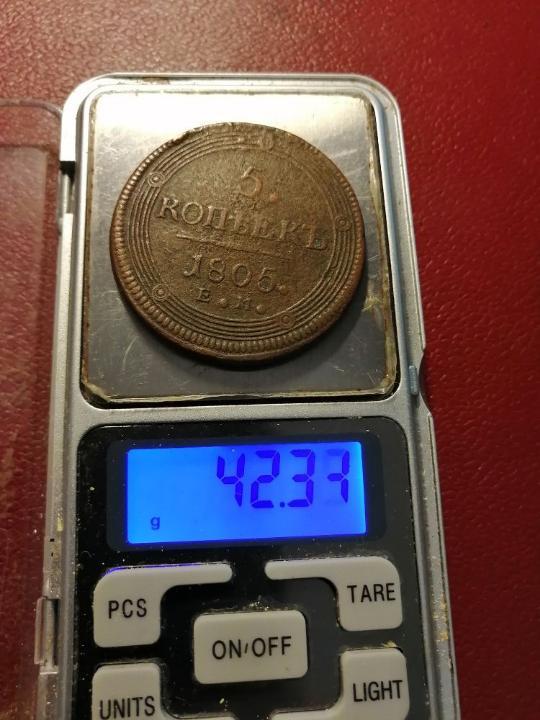 5.
КОПѢЕКЪ
1805.
Е.М.
42.37
g
PCS
TARE
ON/OFF
UNITS
LIGHT